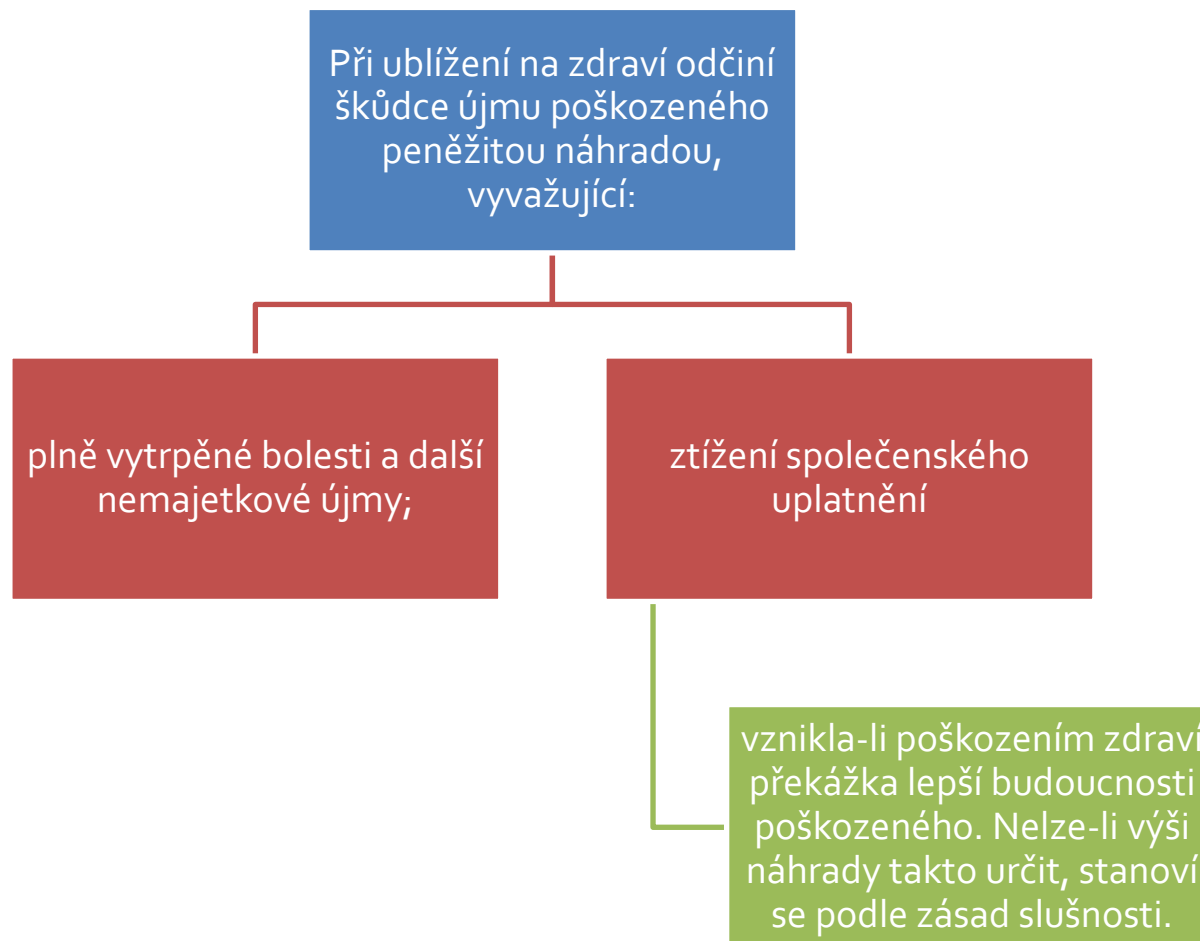 Při ublížení na zdraví odčiní
škůdce újmu poškozeného
peněžitou náhradou,
vyvažující:
plně vytrpěné bolesti a další
nemajetkové újmy;
ztížení společenského
uplatnění
vznikla-li poškozením zdraví
překážka lepší budoucnosti
poškozeného. Nelze-li výši
náhrady takto určit, stanoví
se podle zásad slušnosti.